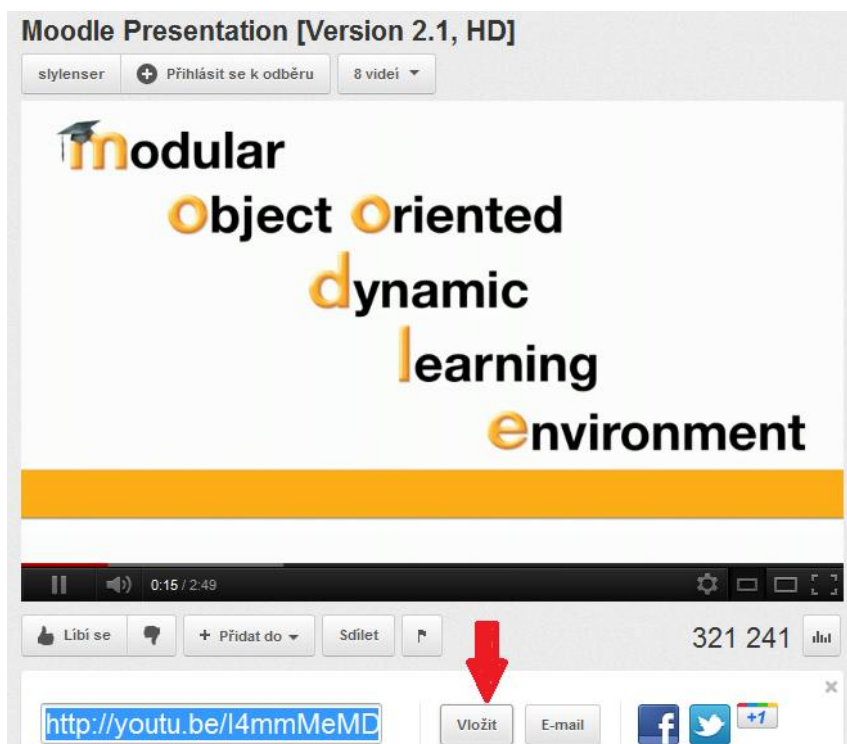 Moodle Presentation [Version 2.1, HD]
slylenser Přihlásit se k odběru 8 videí
modular
object oriented
dynamic
learning
environment
0:15 / 2:49
Líbí se + Přidat do Sdílet 321 241
http://youtu.be/I4mmMeMD Vložit E-mail f +1